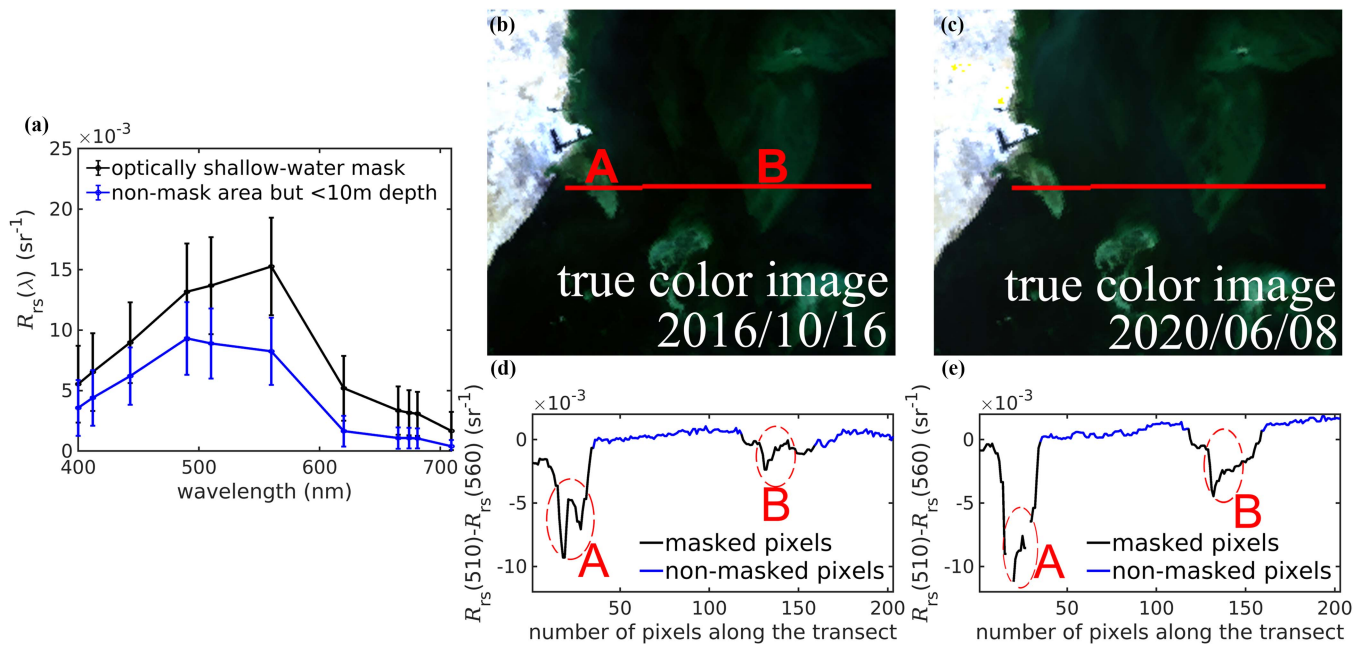 (a)
×10⁻³
25
20
15
10
5
0
R_rs(λ) (sr⁻¹)
optically shallow-water mask
non-mask area but <10m depth
400 500 600 700
wavelength (nm)
(b)
A
B
true color image
2016/10/16
(c)
true color image
2020/06/08
(d)
×10⁻³
0
-5
-10
R_rs(510)-R_rs(560) (sr⁻¹)
A
B
masked pixels
non-masked pixels
50 100 150 200
number of pixels along the transect
(e)
×10⁻³
0
-5
-10
R_rs(510)-R_rs(560) (sr⁻¹)
A
B
masked pixels
non-masked pixels
50 100 150 200
number of pixels along the transect